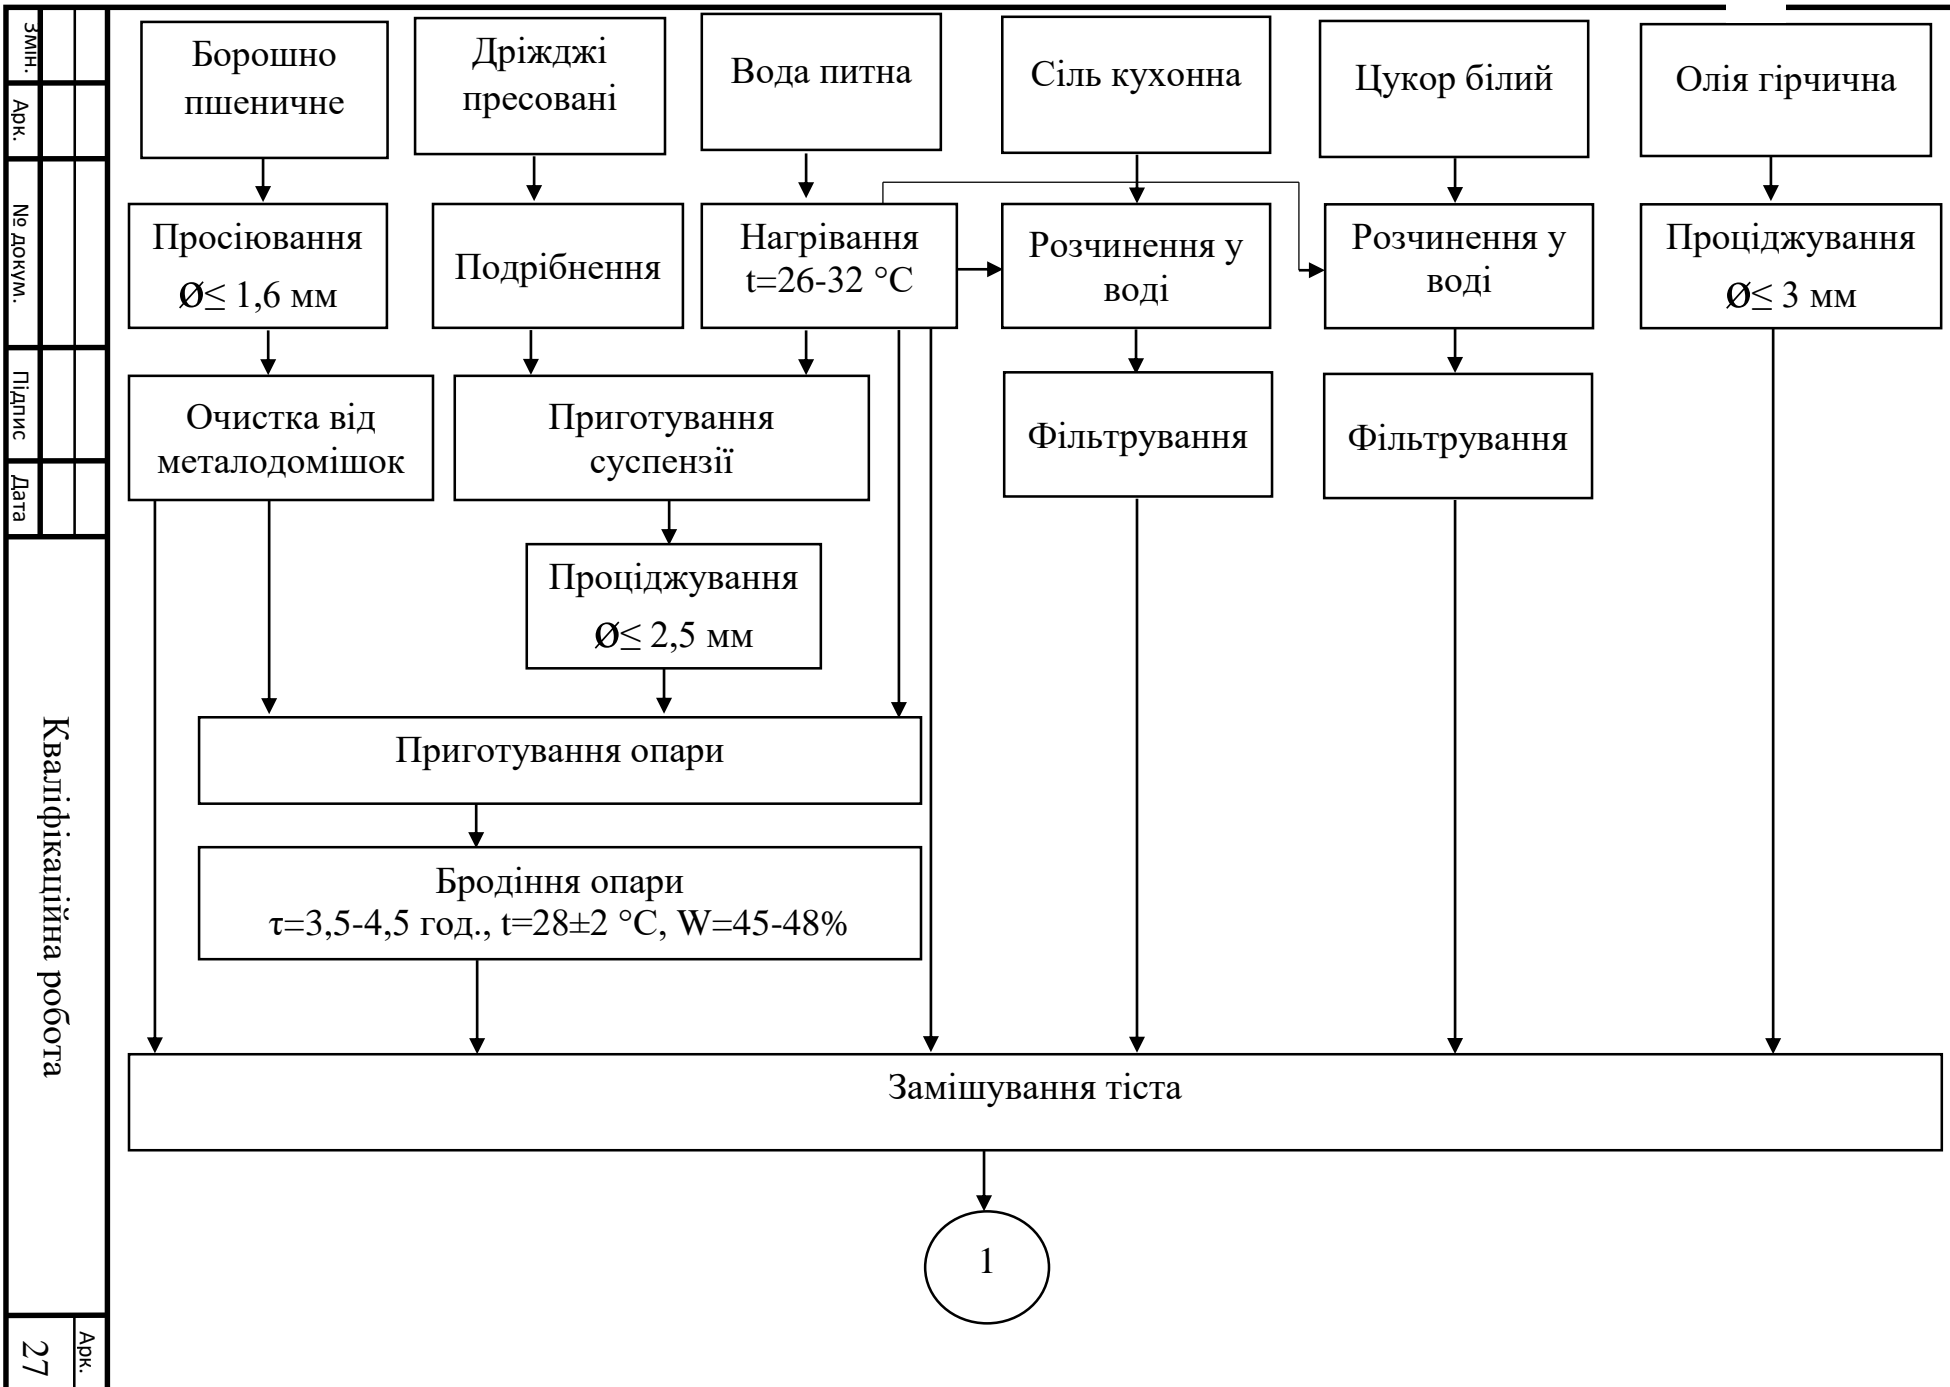 Змін.
Арк.
№ докум.
Підпис
Дата
Кваліфікаційна робота
Арк.
27
Борошно
пшеничне
Дріжджі
пресовані
Вода питна
Сіль кухонна
Цукор білий
Олія гірчична
Просіювання
Ø≤ 1,6 мм
Подрібнення
Нагрівання
t=26-32 °C
Розчинення у
воді
Розчинення у
воді
Проціджування
Ø≤ 3 мм
Очистка від
металодомішок
Приготування
суспензії
Фільтрування
Фільтрування
Проціджування
Ø≤ 2,5 мм
Приготування опари
Бродіння опари
τ=3,5-4,5 год., t=28±2 °C, W=45-48%
Замішування тіста
1